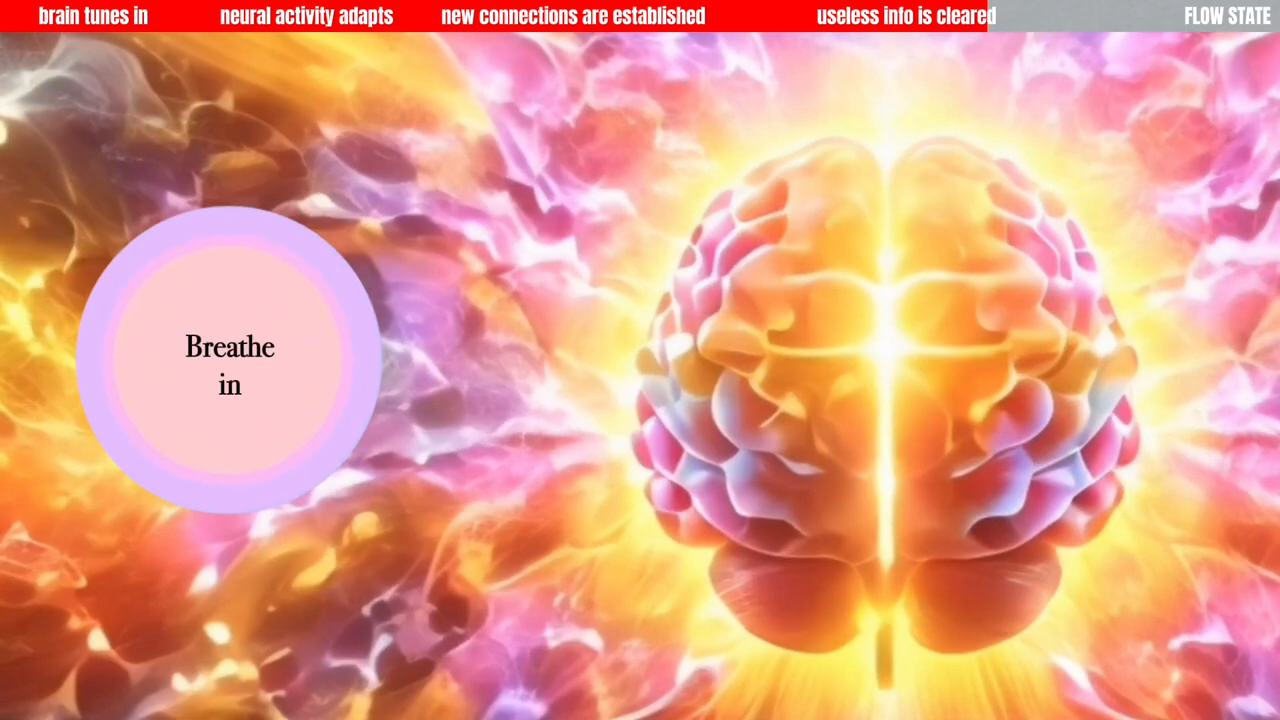 brain tunes in neural activity adapts new connections are established useless info is cleared FLOW STATE
Breathe
in